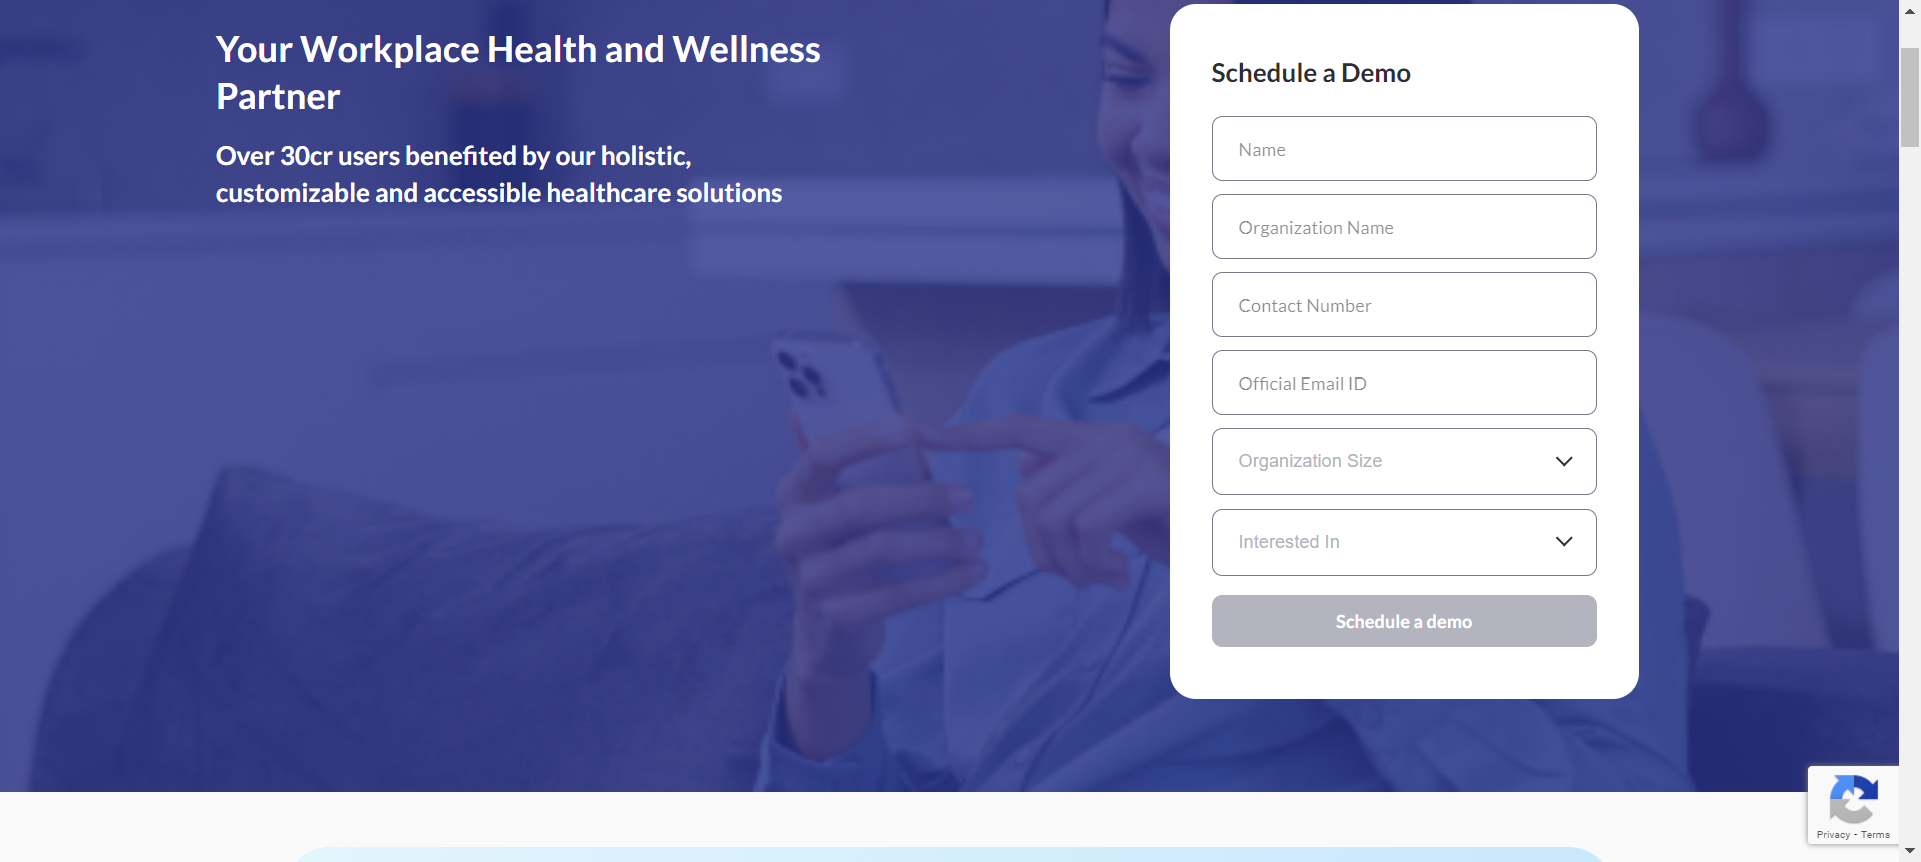 Your Workplace Health and Wellness
Partner
Over 30cr users benefited by our holistic,
customizable and accessible healthcare solutions
Schedule a Demo
Name
Organization Name
Contact Number
Official Email ID
Organization Size
Interested In
Schedule a demo
Privacy - Terms